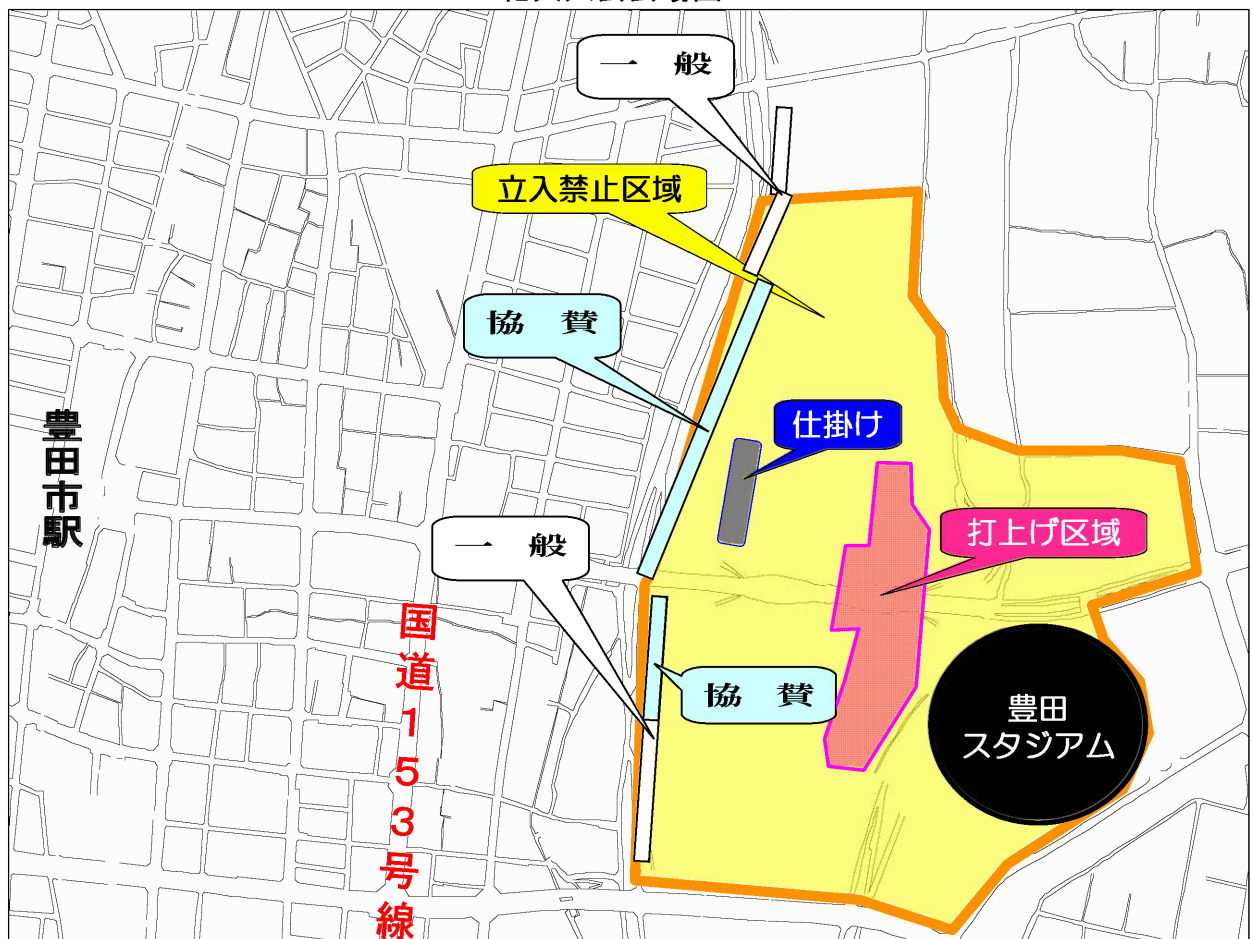 一 般
立入禁止区域
協 賛
仕掛け
豊田市駅
打上げ区域
一 般
国道153号線
協 賛
豊田
スタジアム